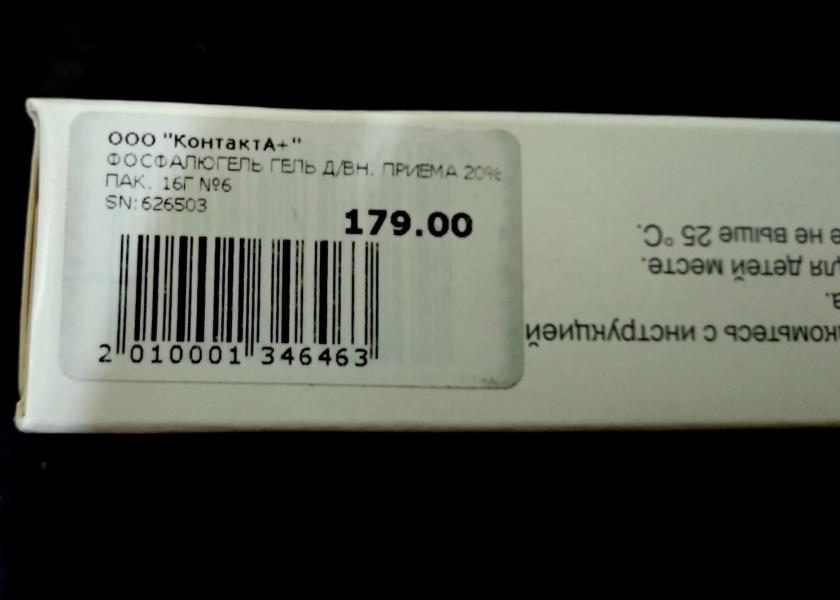 ООО "КонтактА+"
ФОСФАЛЮГЕЛЬ ГЕЛЬ Д/ВН. ПРИЕМА 20%
ПАК. 16Г №6
SN:626503
179.00
2 010001 346463
не выше 25 °C.
для детей месте.
с инструкцией